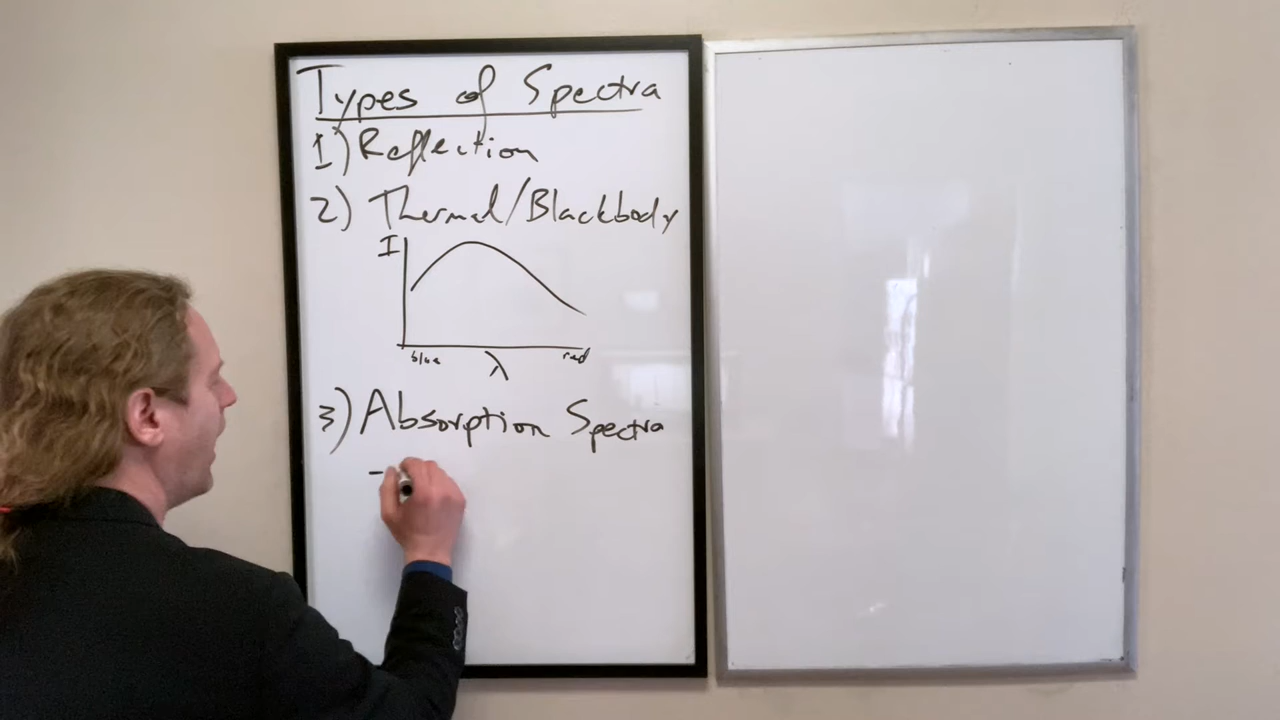 Types of Spectra
1) Reflection
2) Thermal/Blackbody
I
blue λ red
3) Absorption Spectra
-